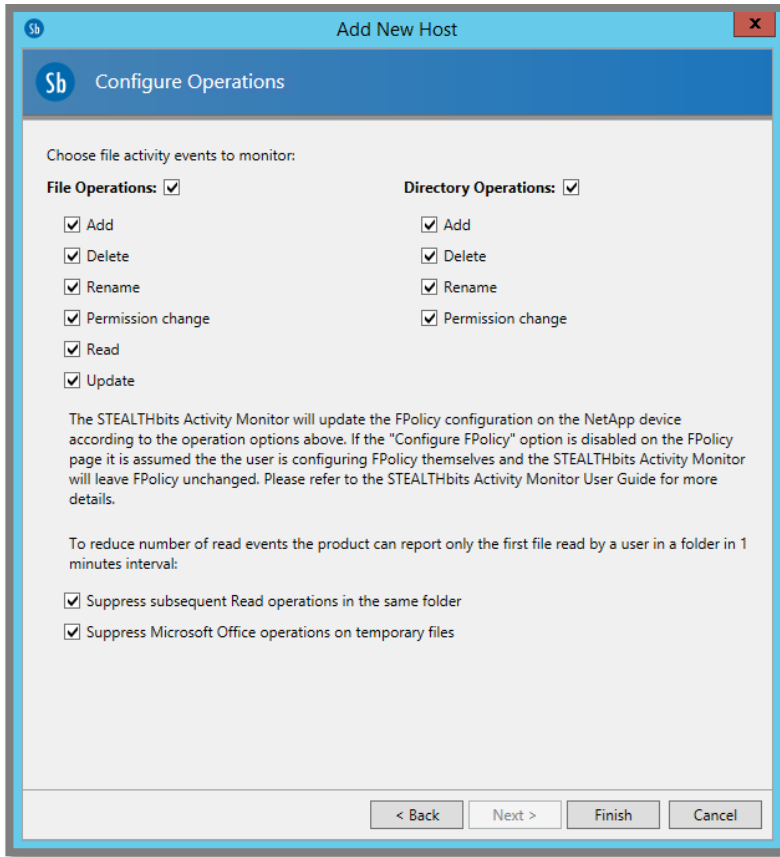 Sb
Add New Host
x
Sb
Configure Operations
Choose file activity events to monitor:
File Operations:
Directory Operations:
Add
Add
Delete
Delete
Rename
Rename
Permission change
Permission change
Read
Update
The STEALTHbits Activity Monitor will update the FPolicy configuration on the NetApp device
according to the operation options above. If the "Configure FPolicy" option is disabled on the FPolicy
page it is assumed the the user is configuring FPolicy themselves and the STEALTHbits Activity Monitor
will leave FPolicy unchanged. Please refer to the STEALTHbits Activity Monitor User Guide for more
details.
To reduce number of read events the product can report only the first file read by a user in a folder in 1
minutes interval:
Suppress subsequent Read operations in the same folder
Suppress Microsoft Office operations on temporary files
< Back
Next >
Finish
Cancel